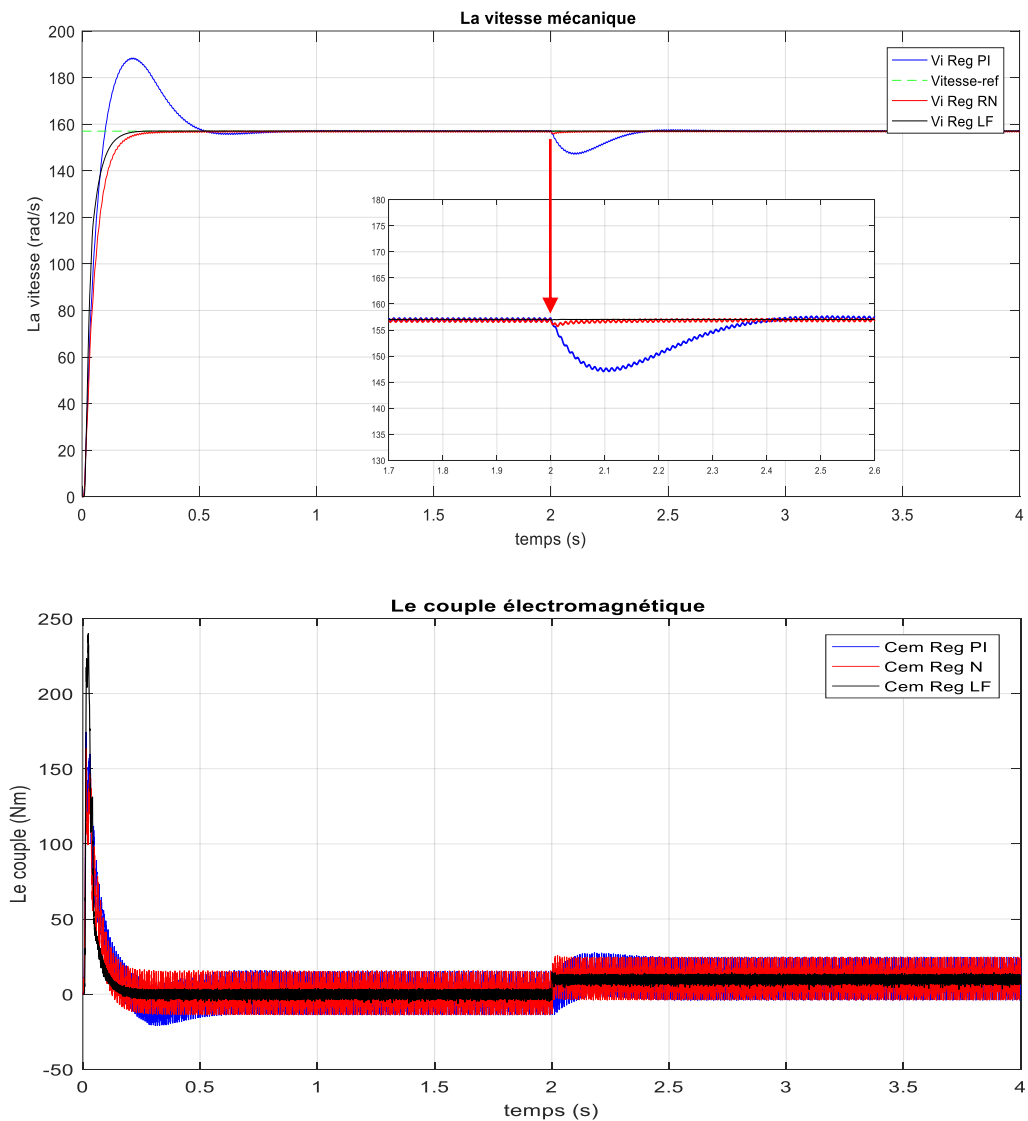 La vitesse mécanique
La vitesse (rad/s)
200
180
160
140
120
100
80
60
40
20
0
Vi Reg PI
Vitesse-ref
Vi Reg RN
Vi Reg LF
180
175
170
165
160
155
150
145
140
135
130
1.7 1.8 1.9 2 2.1 2.2 2.3 2.4 2.5 2.6
0 0.5 1 1.5 2 2.5 3 3.5 4
temps (s)
Le couple électromagnétique
Le couple (Nm)
250
200
150
100
50
0
-50
Cem Reg PI
Cem Reg N
Cem Reg LF
0 0.5 1 1.5 2 2.5 3 3.5 4
temps (s)